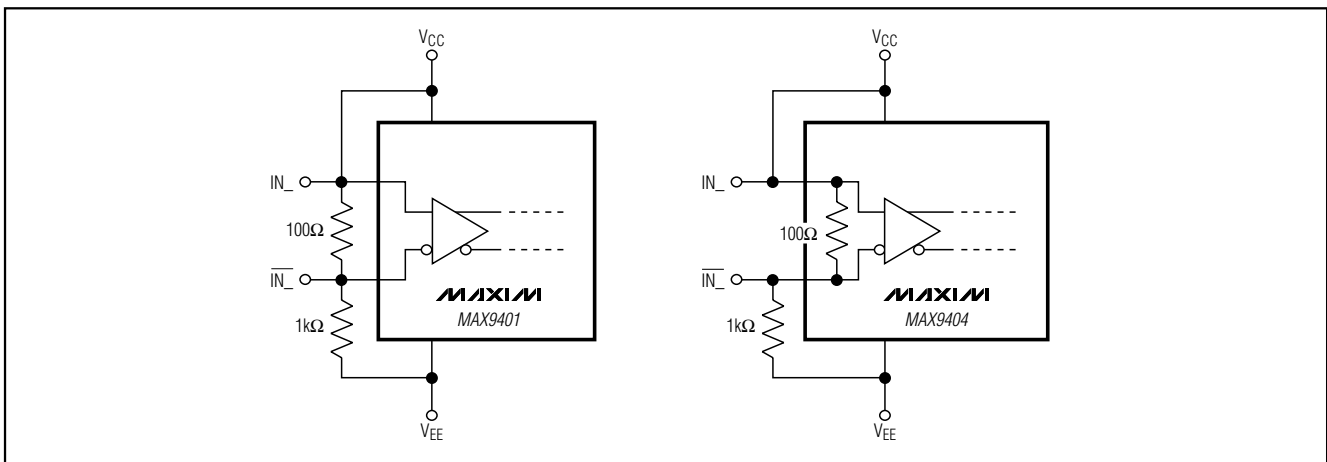 VCC
IN_
100Ω
IN_
1kΩ
MAXIM
MAX9401
VEE
VCC
IN_
100Ω
IN_
1kΩ
MAXIM
MAX9404
VEE